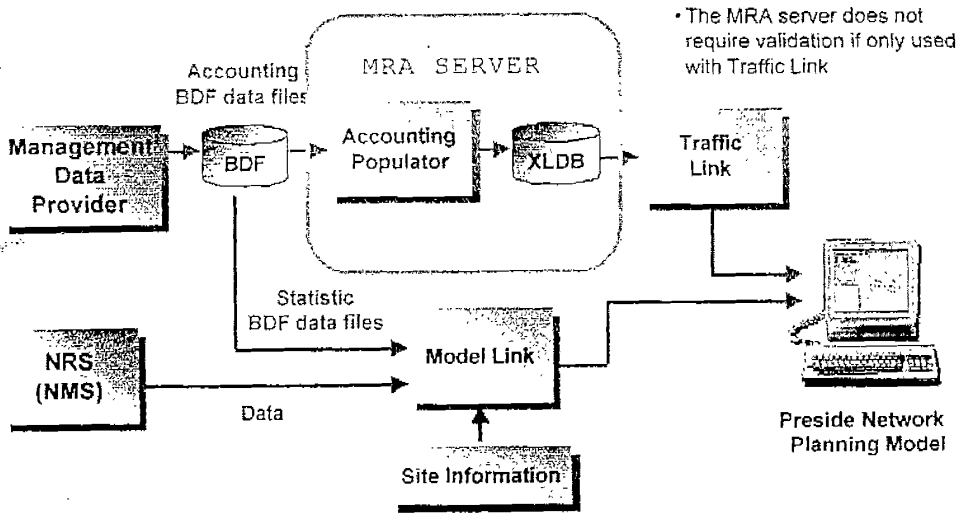 • The MRA server does not
require validation if only used
with Traffic Link
MRA SERVER
Accounting
BDF data files
Management
Data
Provider
BDF
Accounting
Populator
XLDB
Traffic
Link
Statistic
BDF data files
NRS
(NMS)
Model Link
Data
Site Information
Preside Network
Planning Model